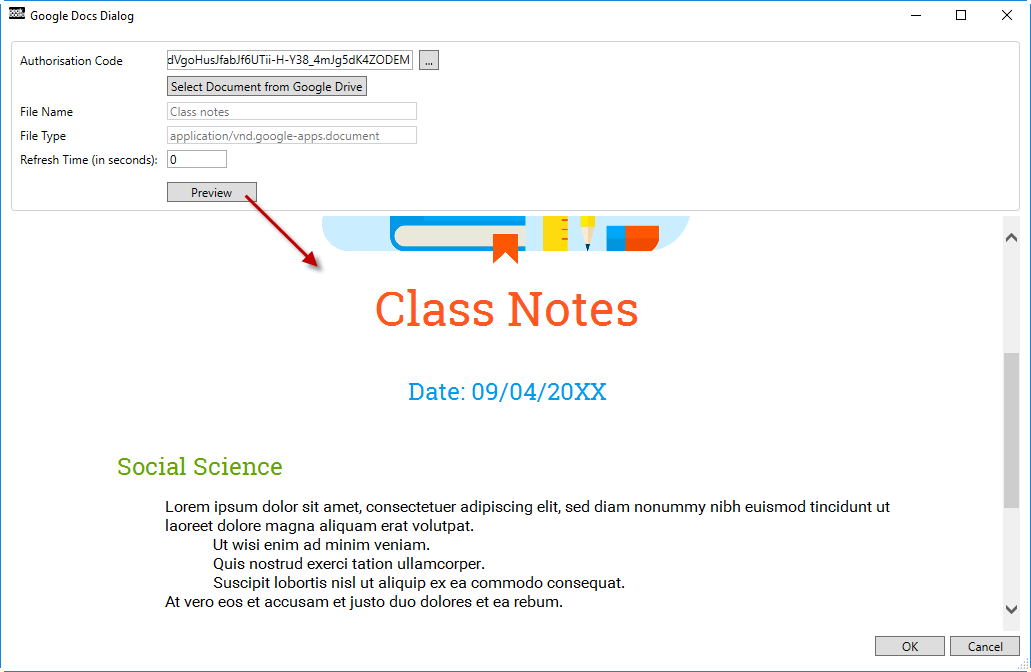 Google Docs Dialog
Authorisation Code
dVgoHusJfabJf6UTii-H-Y38_4mJg5dK4ZODEM
...
Select Document from Google Drive
File Name
Class notes
File Type
application/vnd.google-apps.document
Refresh Time (in seconds):
0
Preview
Class Notes
Date: 09/04/20XX
Social Science
Lorem ipsum dolor sit amet, consectetuer adipiscing elit, sed diam nonummy nibh euismod tincidunt ut
laoreet dolore magna aliquam erat volutpat.
Ut wisi enim ad minim veniam.
Quis nostrud exerci tation ullamcorper.
Suscipit lobortis nisl ut aliquip ex ea commodo consequat.
At vero eos et accusam et justo duo dolores et ea rebum.
OK
Cancel